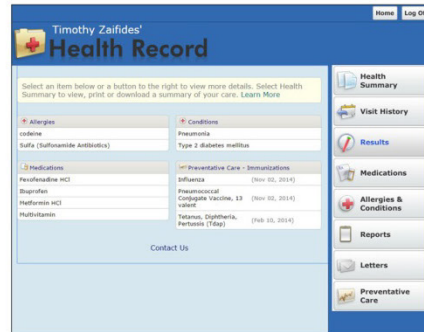 Home
Log
Timothy Zaifides'
Health Record
Select an item below or a button to the right to view more details. Select Health
Summary to view, print or download a summary of your care. Learn More
Allergies
codeine
Sulfa (Sulfonamide Antibiotics)
Conditions
Pneumonia
Type 2 diabetes mellitus
Medications
Fexofenadine HCl
Ibuprofen
Metformin HCl
Multivitamin
Preventative Care - Immunizations
Influenza (Nov 02, 2014)
Pneumococcal
Conjugate Vaccine, 13 (Nov 02, 2014)
valent
Tetanus, Diphtheria, (Feb 10, 2014)
Pertussis (Tdap)
Contact Us
Health
Summary
Visit History
Results
Medications
Allergies &
Conditions
Reports
Letters
Preventative
Care